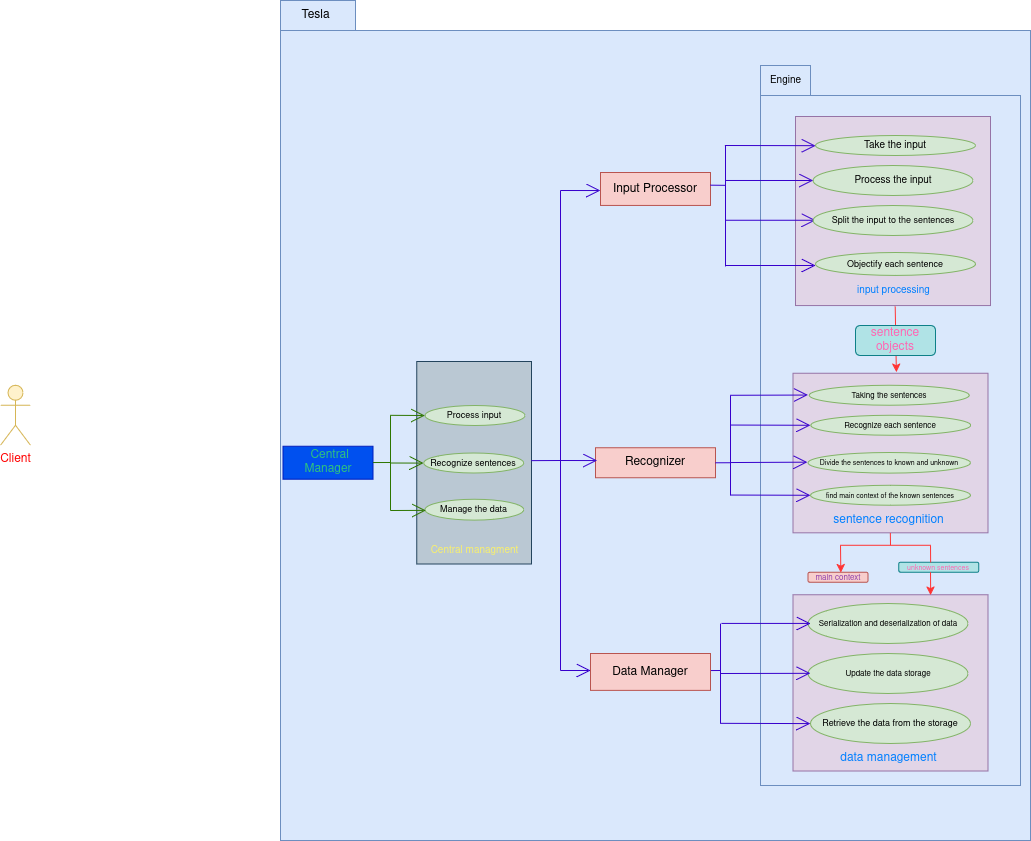 Tesla
Engine
Take the input
Process the input
Split the input to the sentences
Objectify each sentence
input processing
Input Processor
sentence
objects
Taking the sentences
Recognize each sentence
Divide the sentences to known and unknown
find main context of the known sentences
sentence recognition
Recognizer
Client
Central
Manager
Process input
Recognize sentences
Manage the data
Central managment
main context
unknown sentences
Data Manager
Serialization and deserialization of data
Update the data storage
Retrieve the data from the storage
data management